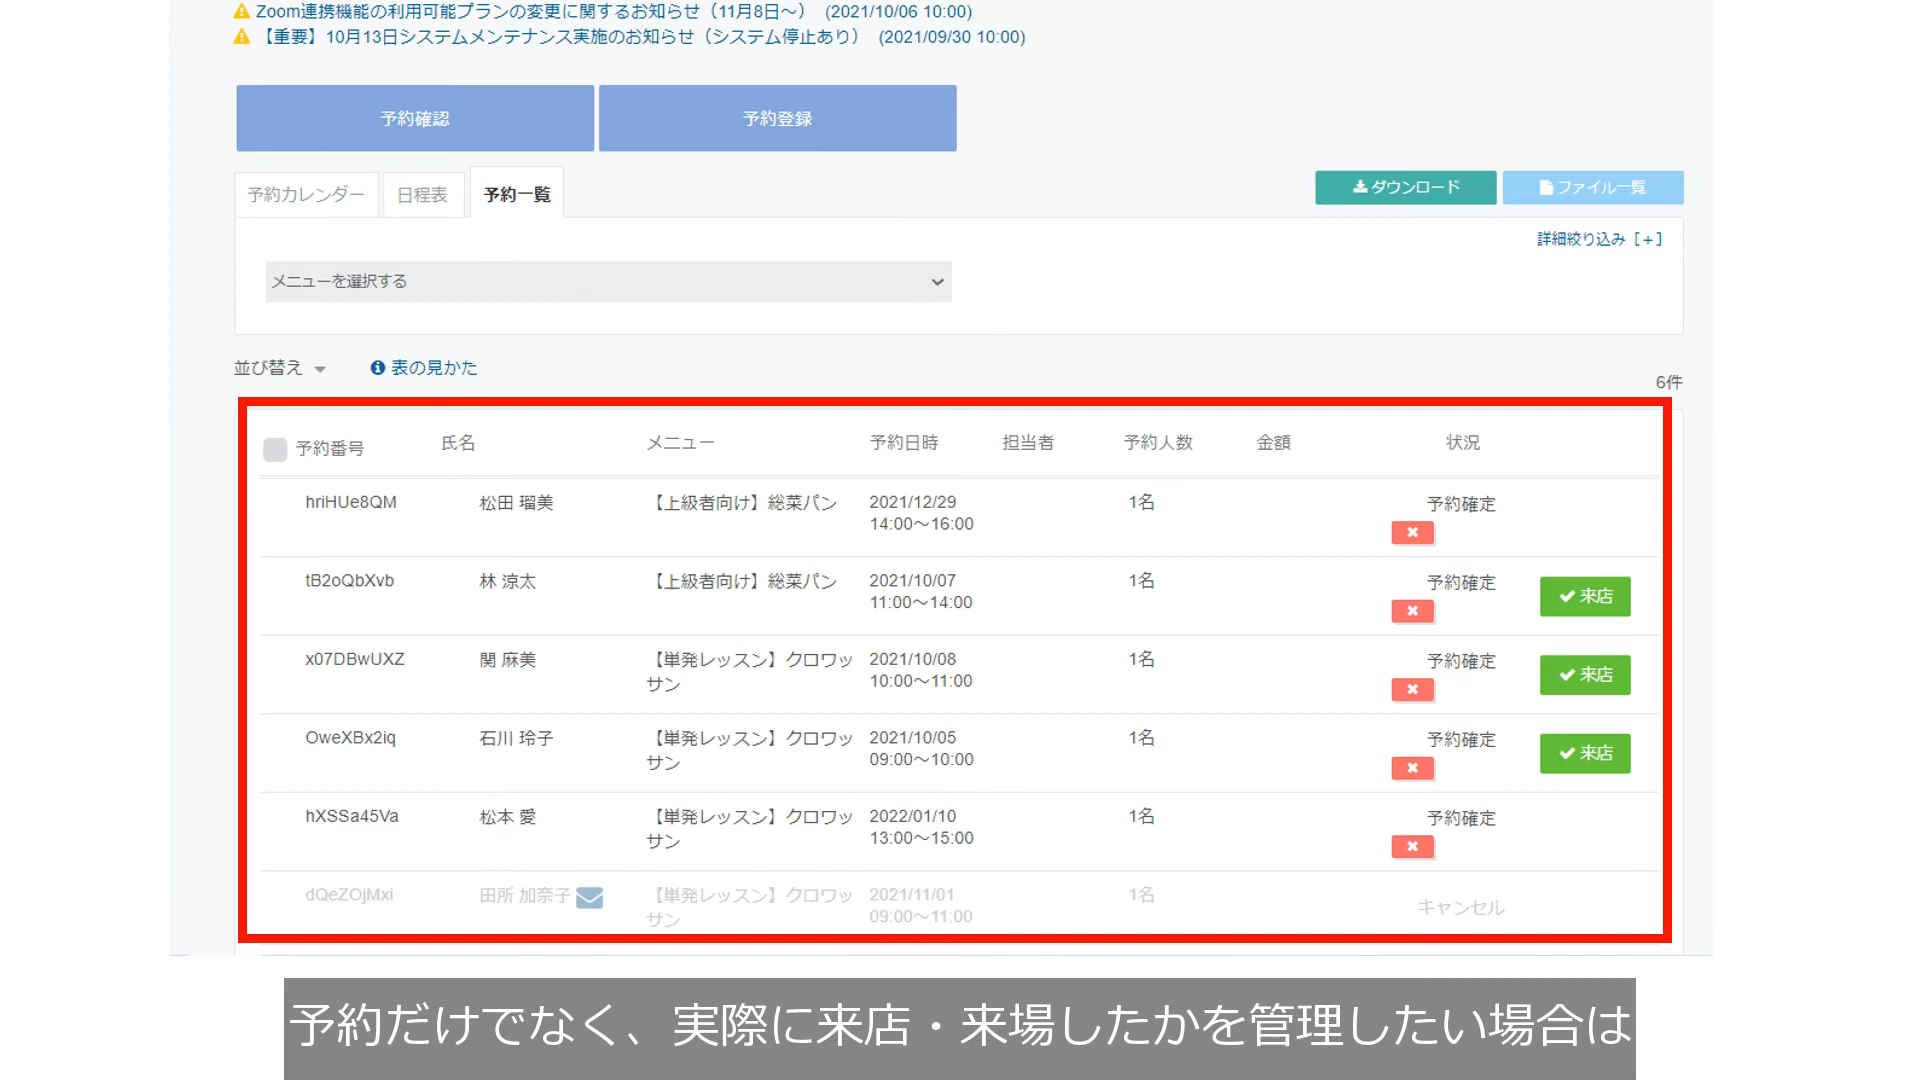 Zoom連携機能の利用可能プランの変更に関するお知らせ（11月8日～） (2021/10/06 10:00)
【重要】10月13日システムメンテナンス実施のお知らせ（システム停止あり） (2021/09/30 10:00)
予約確認 予約登録
予約カレンダー 日程表 予約一覧 ダウンロード ファイル一覧
詳細絞り込み [+]
メニューを選択する
並び替え 表の見かた
6件
予約番号 氏名 メニュー 予約日時 担当者 予約人数 金額 状況
hriHUe8QM 松田 瑠美 【上級者向け】総菜パン 2021/12/29 1名 予約確定
14:00～16:00
tB2oQbXvb 林 涼太 【上級者向け】総菜パン 2021/10/07 1名 予約確定
11:00～14:00 来店
x07DBwUXZ 関 麻美 【単発レッスン】クロワッ 2021/10/08 1名 予約確定
サン 10:00～11:00 来店
OweXBx2iq 石川 玲子 【単発レッスン】クロワッ 2021/10/05 1名 予約確定
サン 09:00～10:00 来店
hXSSa45Va 松本 愛 【単発レッスン】クロワッ 2022/01/10 1名 予約確定
サン 13:00～15:00
dQeZOjMxi 田所 加奈子 【単発レッスン】クロワッ 2021/11/01 1名 キャンセル
サン 09:00～11:00
予約だけでなく、実際に来店・来場したかを管理したい場合は